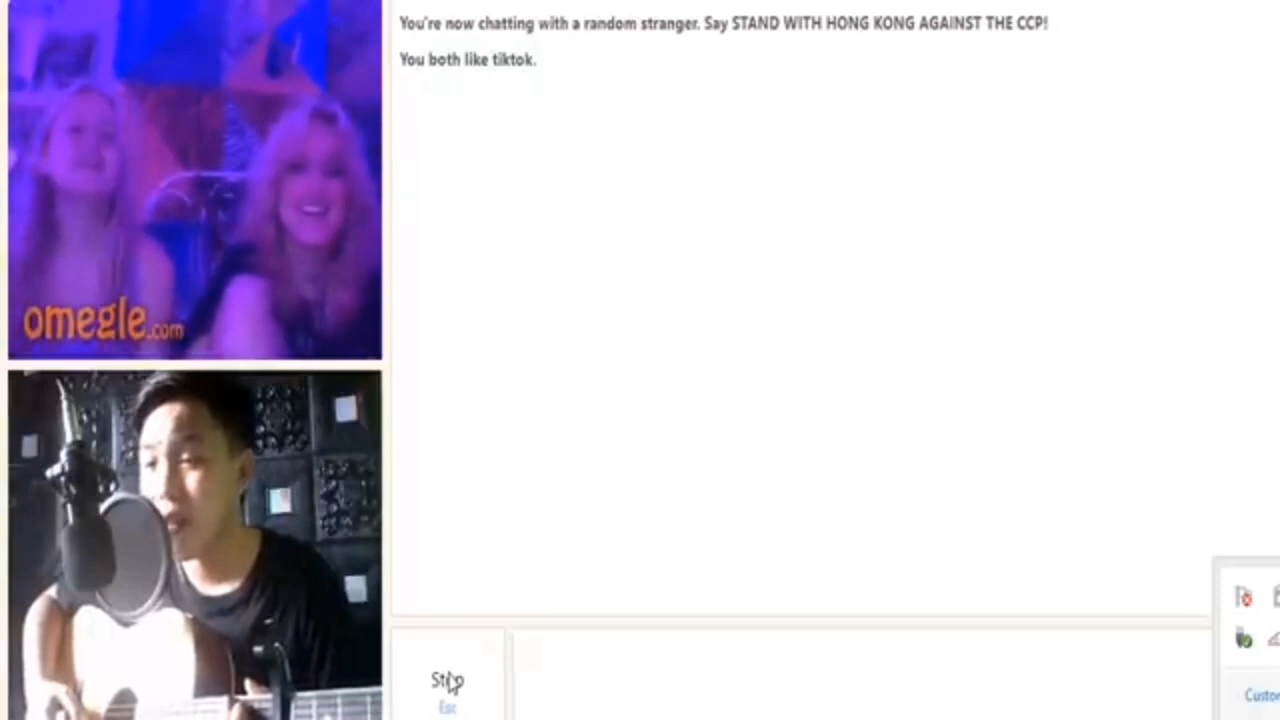 You're now chatting with a random stranger. Say STAND WITH HONG KONG AGAINST THE CCP!
You both like tiktok.
omegle.com
Stop
Esc